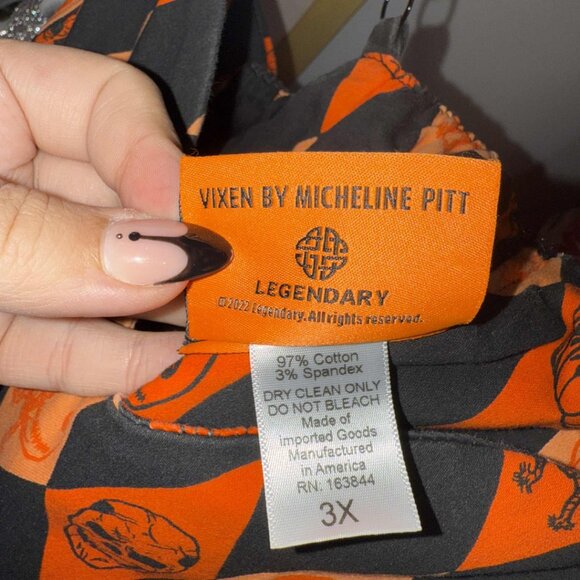 VIXEN BY MICHELINE PITT
LEGENDARY
©2022 Legendary. All rights reserved.
97% Cotton
3% Spandex
DRY CLEAN ONLY
DO NOT BLEACH
Made of
imported Goods
Manufactured
in America
RN: 163844
3X